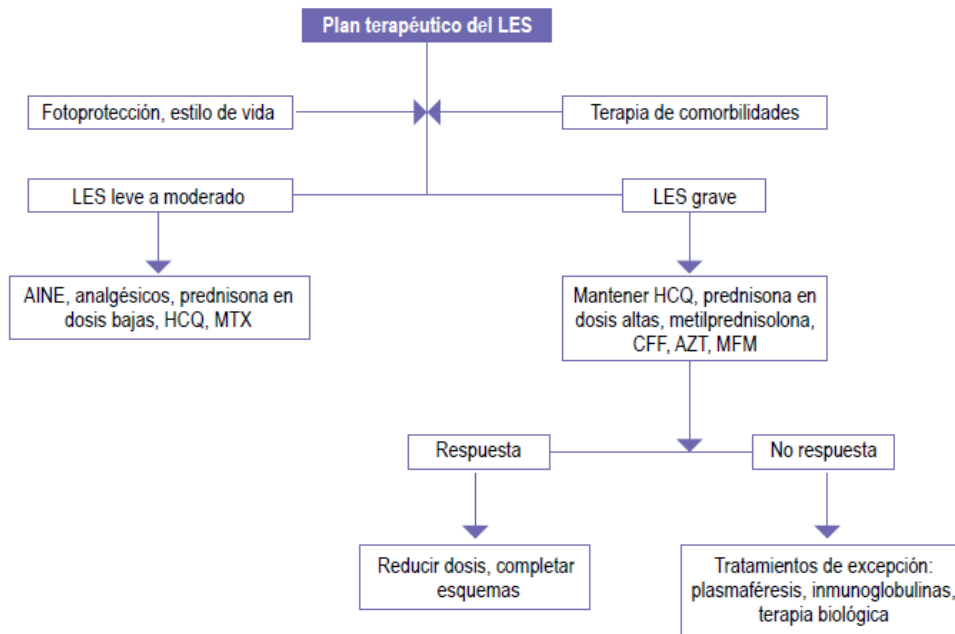 Plan terapéutico del LES
Fotoprotección, estilo de vida
Terapia de comorbilidades
LES leve a moderado
LES grave
AINE, analgésicos, prednisona en
dosis bajas, HCQ, MTX
Mantener HCQ, prednisona en
dosis altas, metilprednisolona,
CFF, AZT, MFM
Respuesta
No respuesta
Reducir dosis, completar
esquemas
Tratamientos de excepción:
plasmaféresis, inmunoglobulinas,
terapia biológica